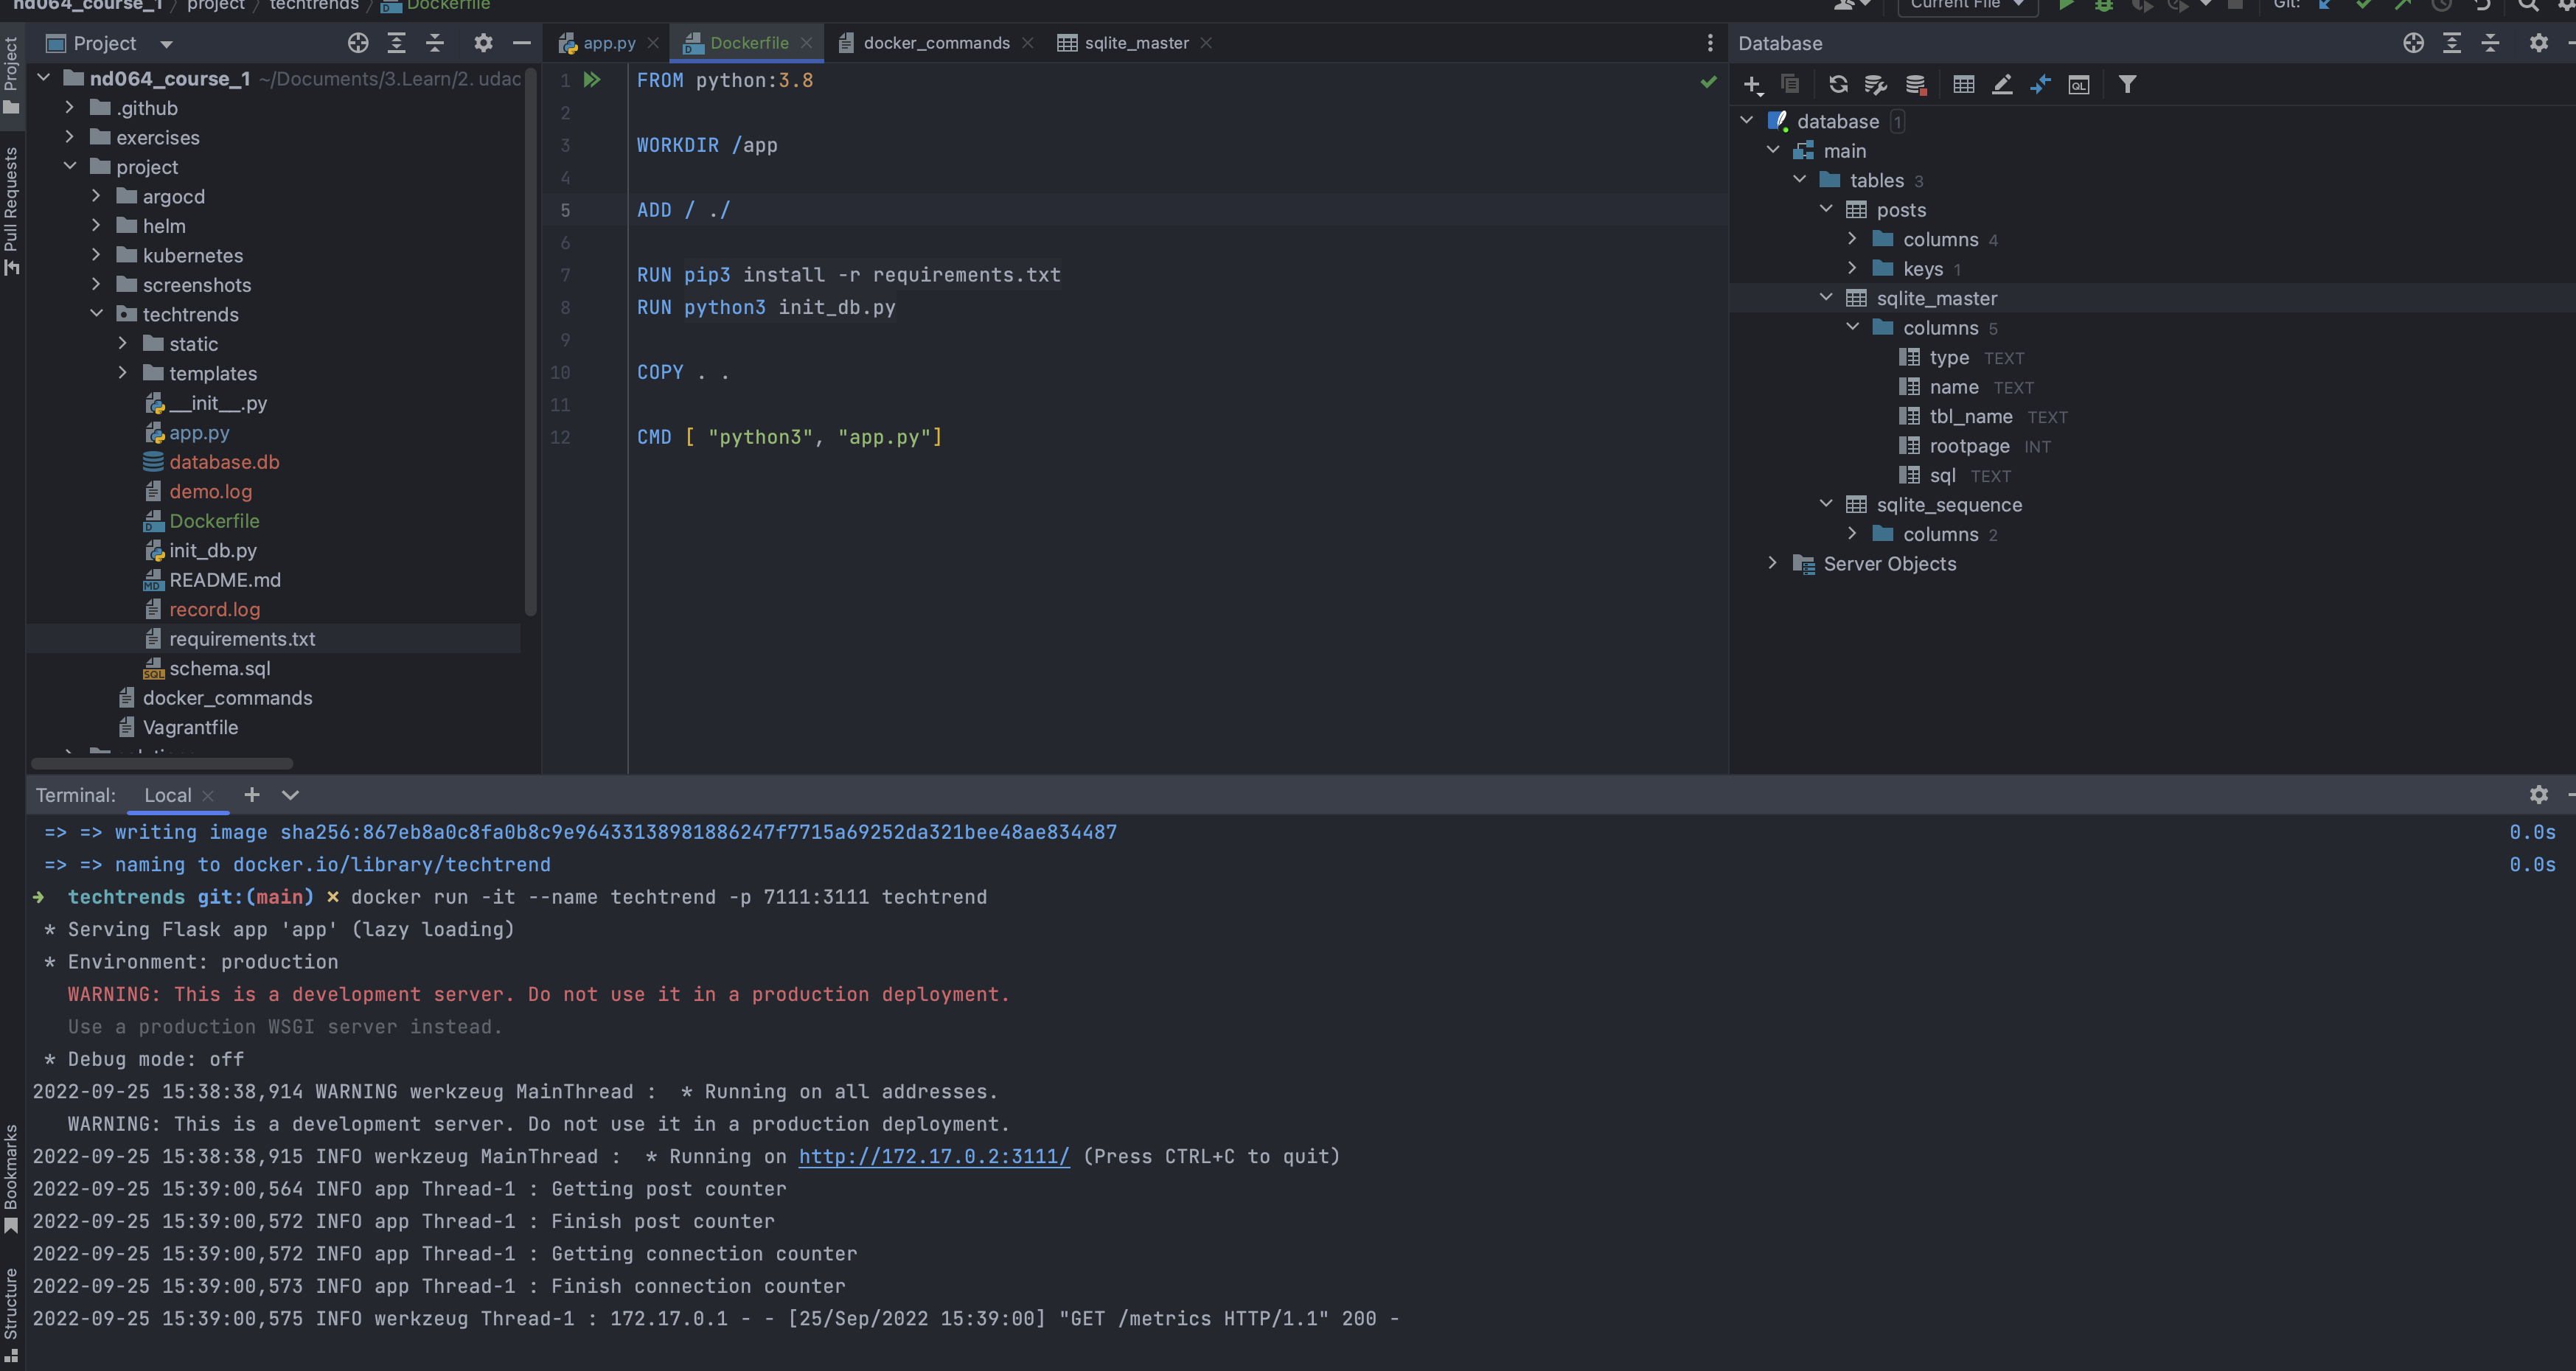 nd064_course_1 project techtrends Dockerfile
Current File Git:
Project
app.py Dockerfile docker_commands sqlite_master
Database
Project
Pull Requests
Bookmarks
Structure
nd064_course_1 ~/Documents/3.Learn/2. udac
.github
exercises
project
argocd
helm
kubernetes
screenshots
techtrends
static
templates
__init__.py
app.py
database.db
demo.log
Dockerfile
init_db.py
README.md
record.log
requirements.txt
schema.sql
docker_commands
Vagrantfile
1 FROM python:3.8
2
3 WORKDIR /app
4
5 ADD / ./
6
7 RUN pip3 install -r requirements.txt
8 RUN python3 init_db.py
9
10 COPY . .
11
12 CMD [ "python3", "app.py"]
database 1
main
tables 3
posts
columns 4
keys 1
sqlite_master
columns 5
type TEXT
name TEXT
tbl_name TEXT
rootpage INT
sql TEXT
sqlite_sequence
columns 2
Server Objects
Terminal: Local
=> => writing image sha256:867eb8a0c8fa0b8c9e96433138981886247f7715a69252da321bee48ae834487 0.0s
=> => naming to docker.io/library/techtrend 0.0s
➜ techtrends git:(main) ✗ docker run -it --name techtrend -p 7111:3111 techtrend
* Serving Flask app 'app' (lazy loading)
* Environment: production
WARNING: This is a development server. Do not use it in a production deployment.
Use a production WSGI server instead.
* Debug mode: off
2022-09-25 15:38:38,914 WARNING werkzeug MainThread : * Running on all addresses.
WARNING: This is a development server. Do not use it in a production deployment.
2022-09-25 15:38:38,915 INFO werkzeug MainThread : * Running on http://172.17.0.2:3111/ (Press CTRL+C to quit)
2022-09-25 15:39:00,564 INFO app Thread-1 : Getting post counter
2022-09-25 15:39:00,572 INFO app Thread-1 : Finish post counter
2022-09-25 15:39:00,572 INFO app Thread-1 : Getting connection counter
2022-09-25 15:39:00,573 INFO app Thread-1 : Finish connection counter
2022-09-25 15:39:00,575 INFO werkzeug Thread-1 : 172.17.0.1 - - [25/Sep/2022 15:39:00] "GET /metrics HTTP/1.1" 200 -